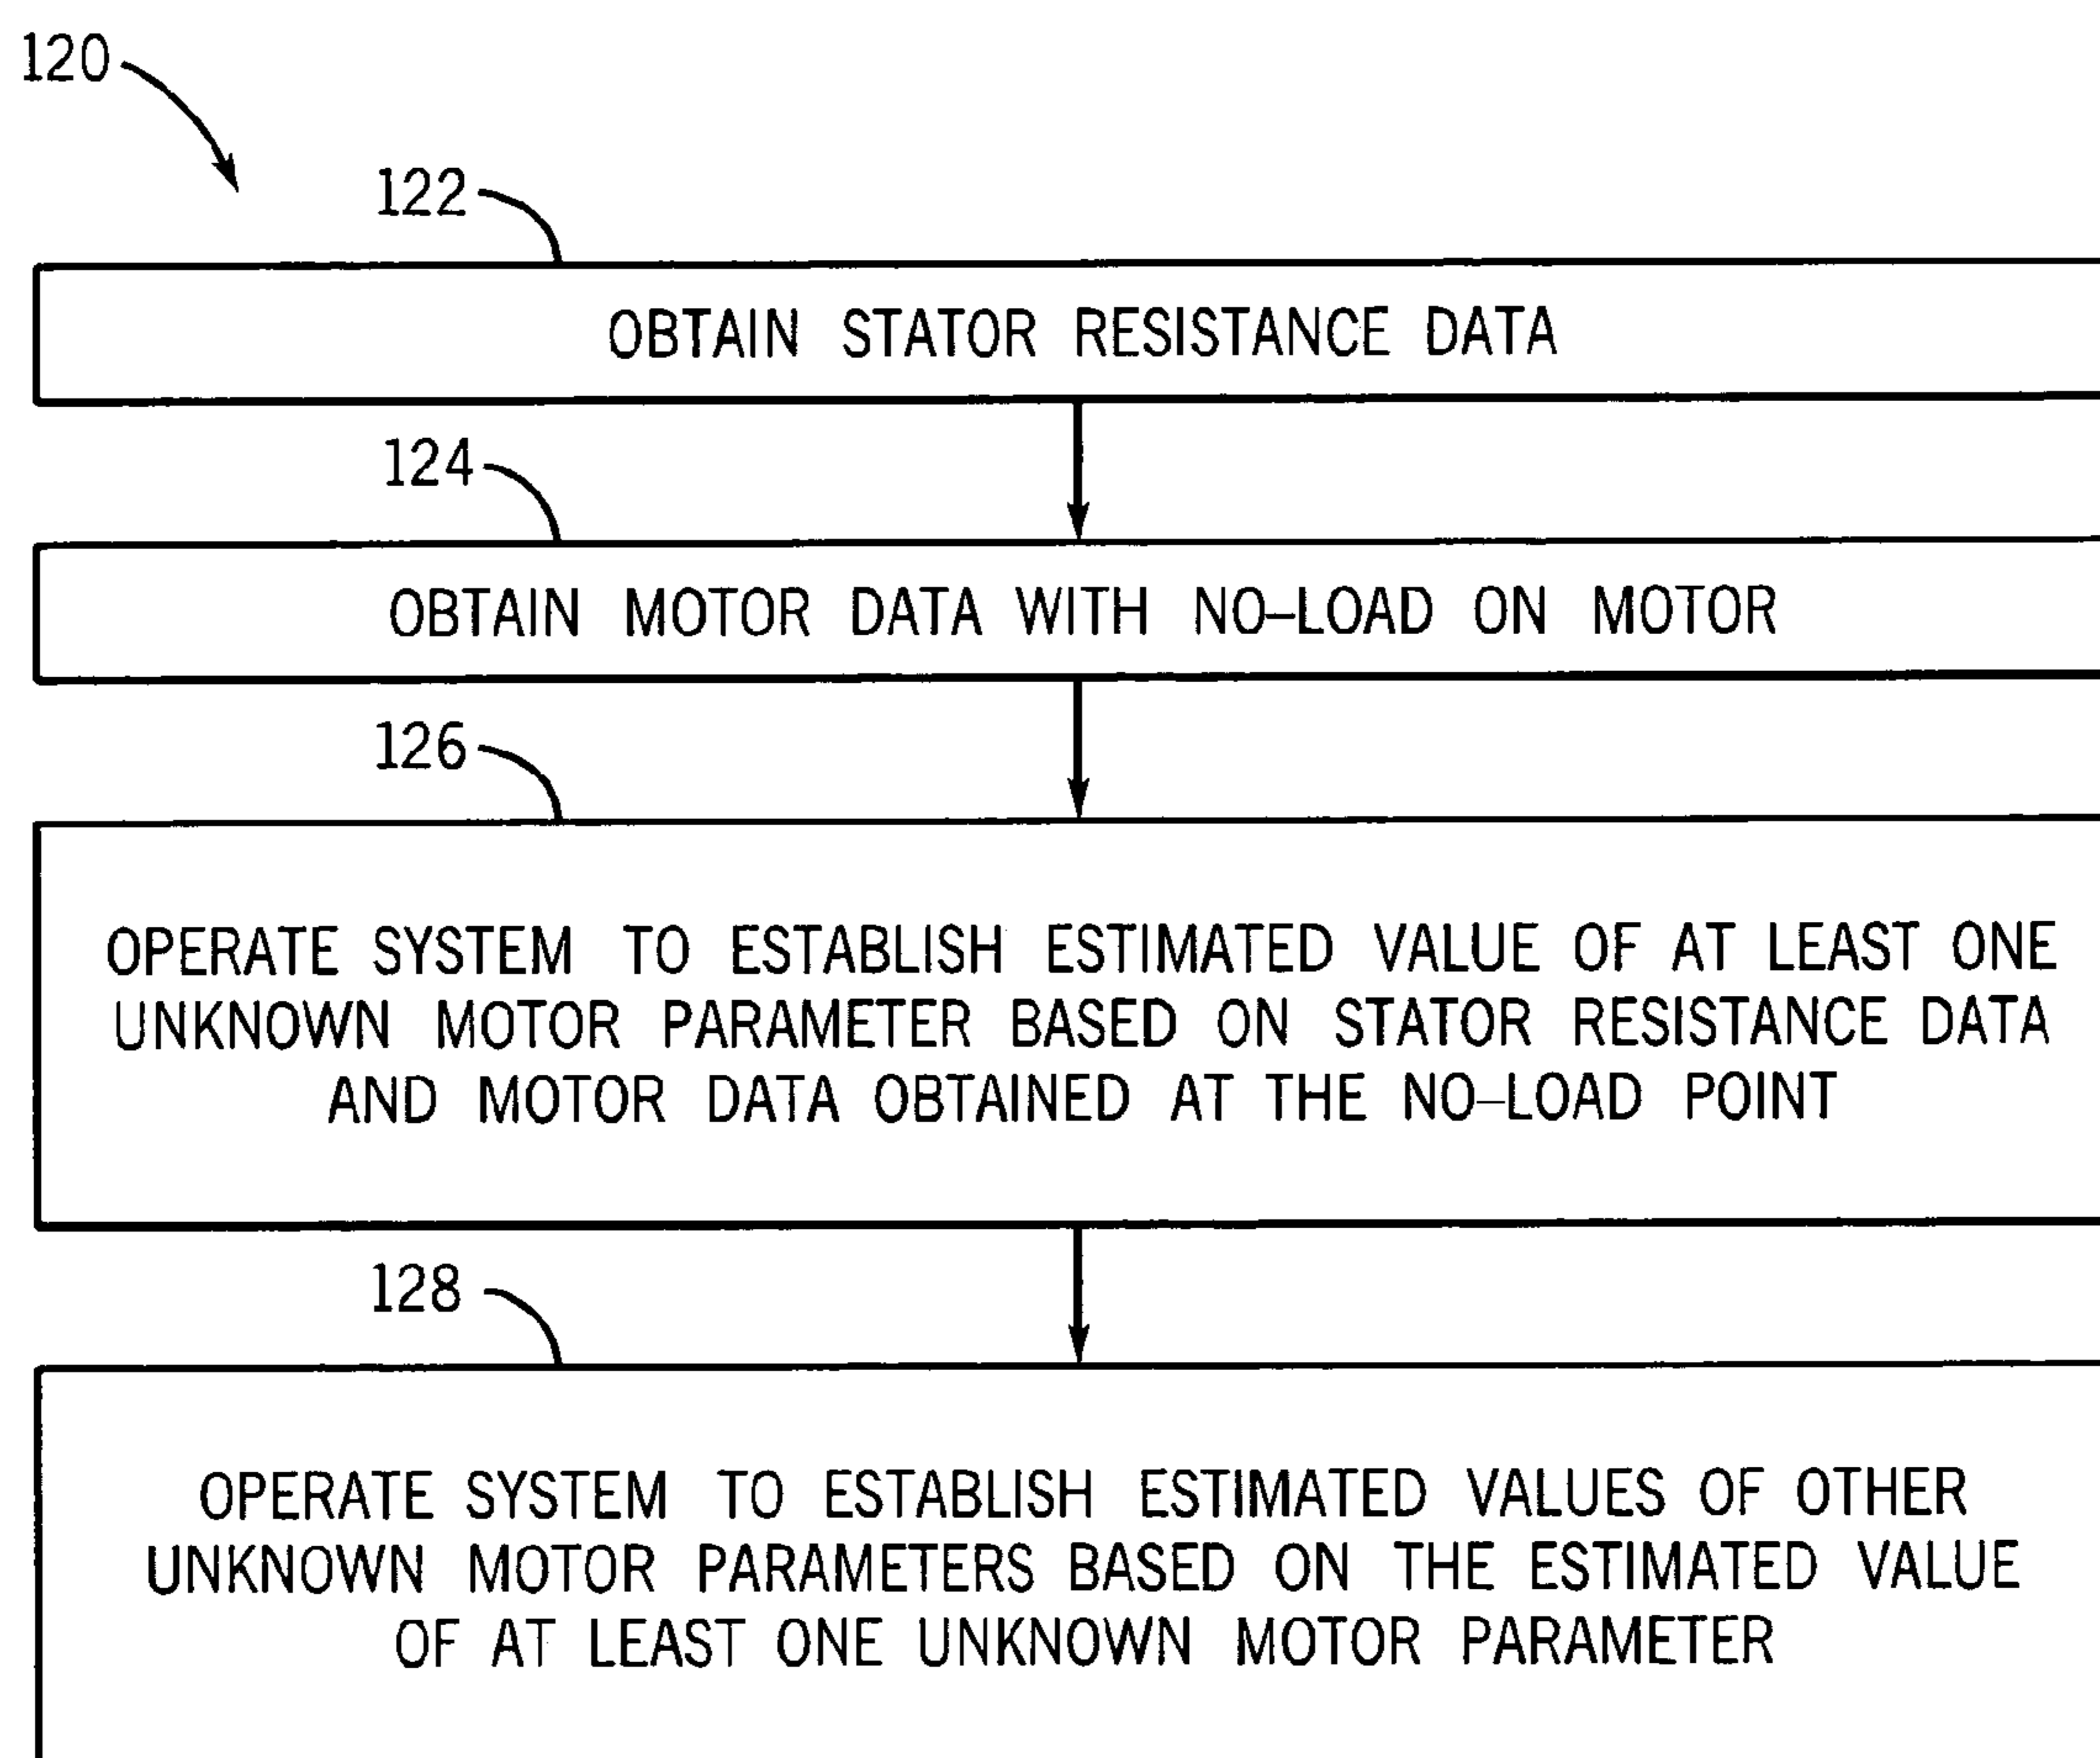 120
122
OBTAIN STATOR RESISTANCE DATA
124
OBTAIN MOTOR DATA WITH NO-LOAD ON MOTOR
126
OPERATE SYSTEM TO ESTABLISH ESTIMATED VALUE OF AT LEAST ONE
UNKNOWN MOTOR PARAMETER BASED ON STATOR RESISTANCE DATA
AND MOTOR DATA OBTAINED AT THE NO-LOAD POINT
128
OPERATE SYSTEM TO ESTABLISH ESTIMATED VALUES OF OTHER
UNKNOWN MOTOR PARAMETERS BASED ON THE ESTIMATED VALUE
OF AT LEAST ONE UNKNOWN MOTOR PARAMETER